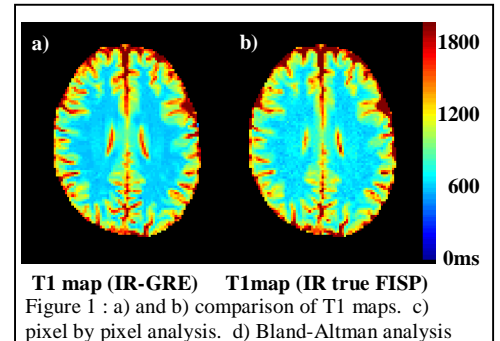 a) b) 1800
1200
600
0ms
T1 map (IR-GRE) T1map (IR true FISP)
Figure 1 : a) and b) comparison of T1 maps. c)
pixel by pixel analysis. d) Bland-Altman analysis